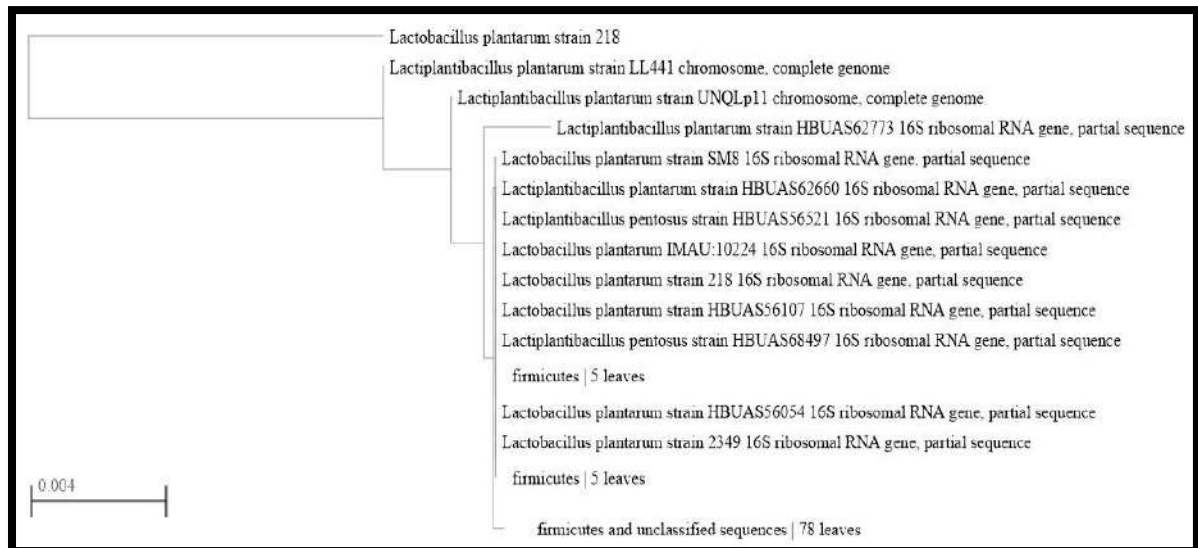 Lactobacillus plantarum strain 218
Lactiplantibacillus plantarum strain LL441 chromosome, complete genome
Lactiplantibacillus plantarum strain UNQLp11 chromosome, complete genome
Lactiplantibacillus plantarum strain HBUAS62773 16S ribosomal RNA gene, partial sequence
Lactobacillus plantarum strain SM8 16S ribosomal RNA gene, partial sequence
Lactiplantibacillus plantarum strain HBUAS62660 16S ribosomal RNA gene, partial sequence
Lactiplantibacillus pentosus strain HBUAS56521 16S ribosomal RNA gene, partial sequence
Lactobacillus plantarum IMAU:10224 16S ribosomal RNA gene, partial sequence
Lactobacillus plantarum strain 218 16S ribosomal RNA gene, partial sequence
Lactobacillus plantarum strain HBUAS56107 16S ribosomal RNA gene, partial sequence
Lactiplantibacillus pentosus strain HBUAS68497 16S ribosomal RNA gene, partial sequence
firmicutes | 5 leaves
Lactobacillus plantarum strain HBUAS56054 16S ribosomal RNA gene, partial sequence
Lactobacillus plantarum strain 2349 16S ribosomal RNA gene, partial sequence
firmicutes | 5 leaves
0.004
firmicutes and unclassified sequences | 78 leaves